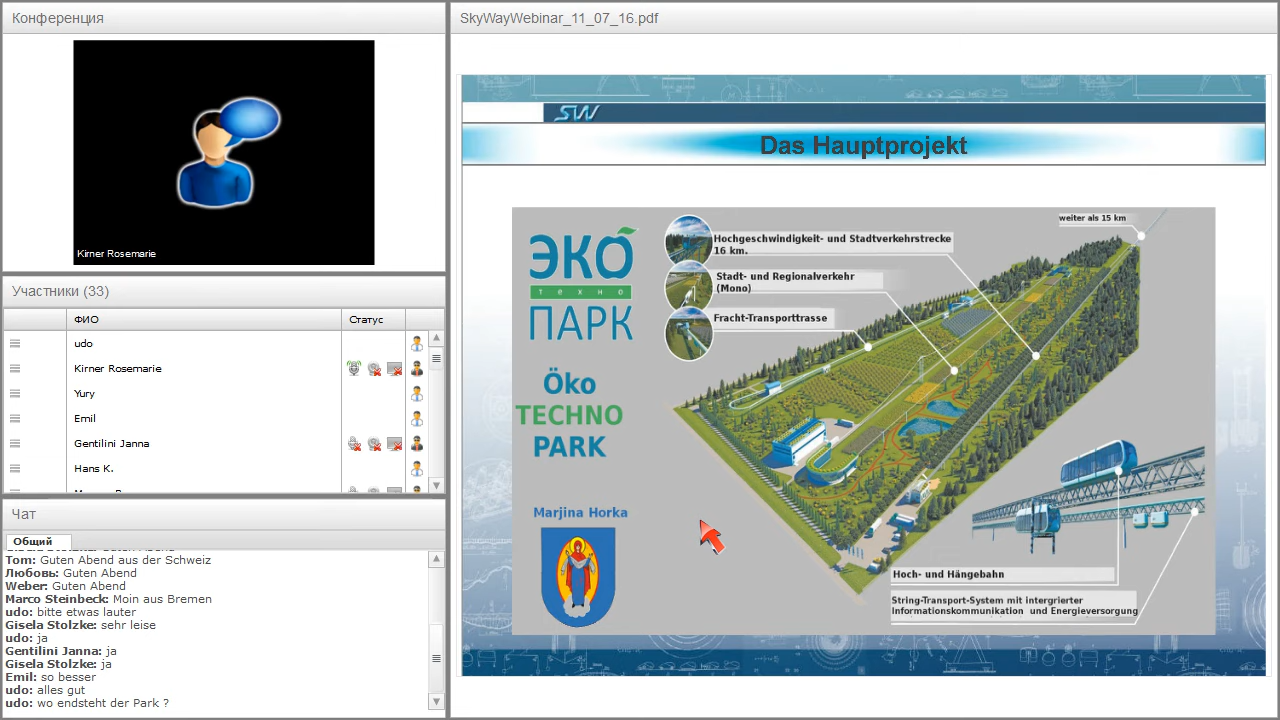 Конференция
Kirner Rosemarie
Участники (33)
ФИО
Статус
udo
Kirner Rosemarie
Yury
Emil
Gentilini Janna
Hans K.
Чат
Общий
Tom: Guten Abend aus der Schweiz
Любовь: Guten Abend
Weber: Guten Abend
Marco Steinbeck: Moin aus Bremen
udo: bitte etwas lauter
Gisela Stolzke: sehr leise
udo: ja
Gentilini Janna: ja
Gisela Stolzke: ja
Emil: so besser
udo: alles gut
udo: wo endsteht der Park ?
SkyWayWebinar_11_07_16.pdf
SW
Das Hauptprojekt
ЭКО
техно
ПАРК
Öko
TECHNO
PARK
Marjina Horka
Hochgeschwindigkeit- und Stadtverkehrstrecke
16 km.
Stadt- und Regionalverkehr
(Mono)
Fracht-Transporttrasse
weiter als 15 km
Hoch- und Hängebahn
String-Transport-System mit intergrierter
Informationskommunikation und Energieversorgung